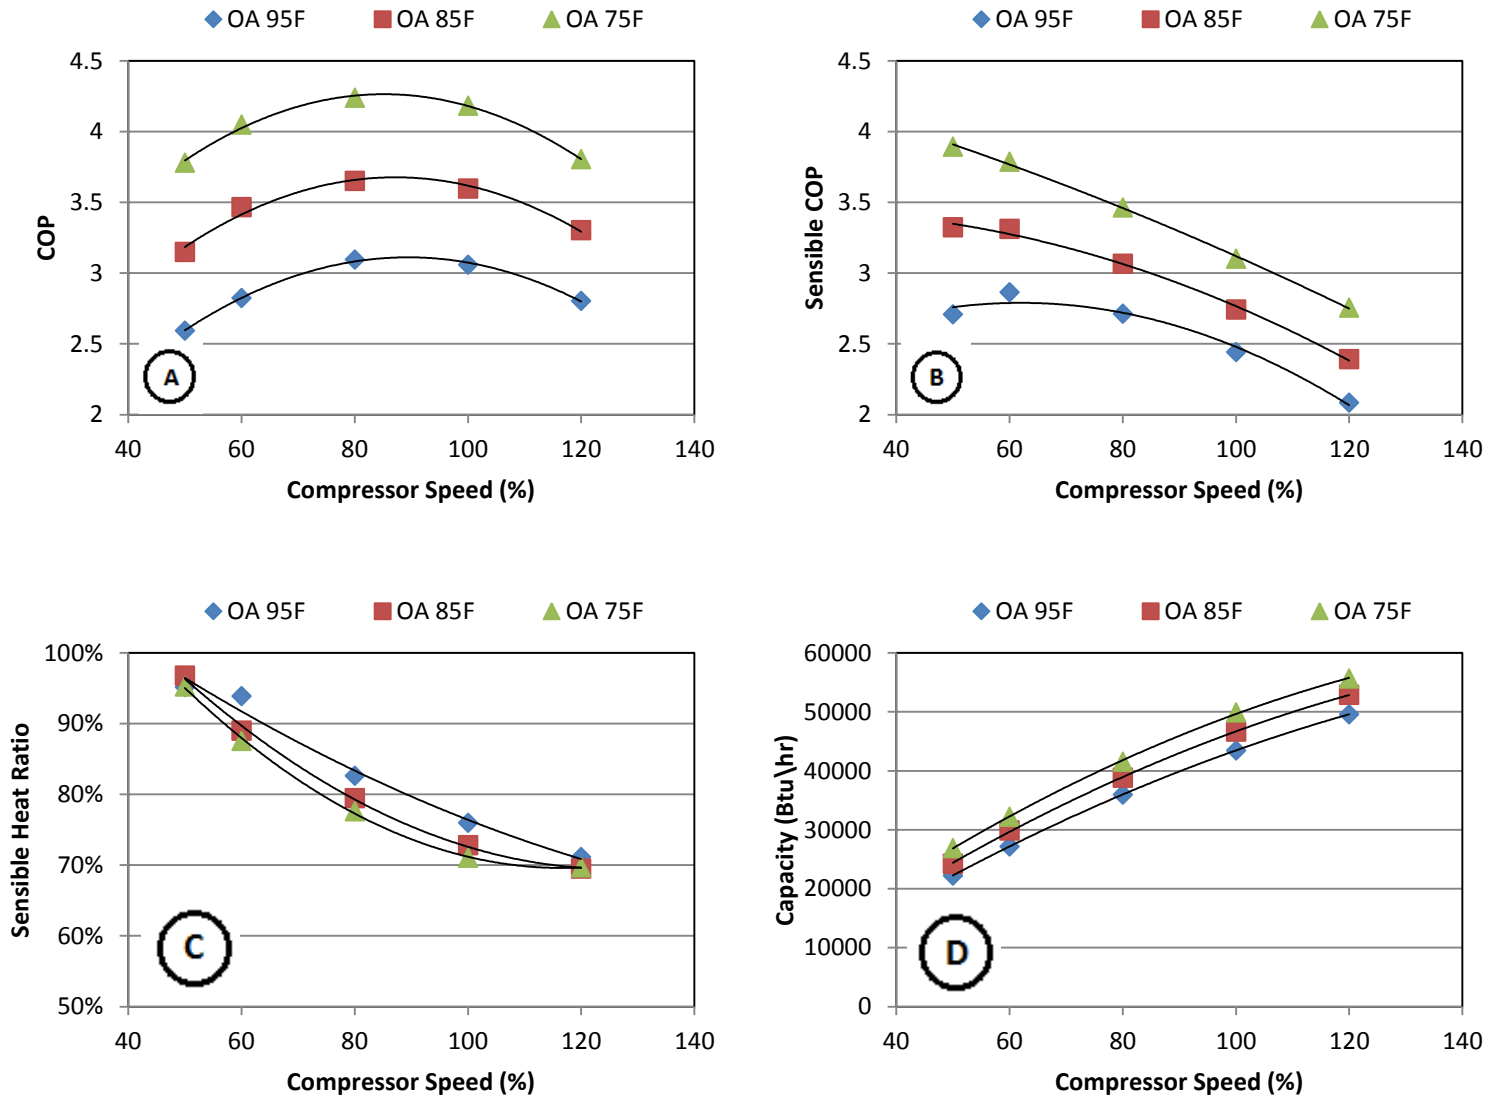 OA 95F OA 85F OA 75F
4.5
4
3.5
3
2.5
2
COP
A
40 60 80 100 120 140
Compressor Speed (%)
OA 95F OA 85F OA 75F
4.5
4
3.5
3
2.5
2
Sensible COP
B
40 60 80 100 120 140
Compressor Speed (%)
OA 95F OA 85F OA 75F
100%
90%
80%
70%
60%
50%
Sensible Heat Ratio
C
40 60 80 100 120 140
Compressor Speed (%)
OA 95F OA 85F OA 75F
60000
50000
40000
30000
20000
10000
0
Capacity (Btu\hr)
D
40 60 80 100 120 140
Compressor Speed (%)